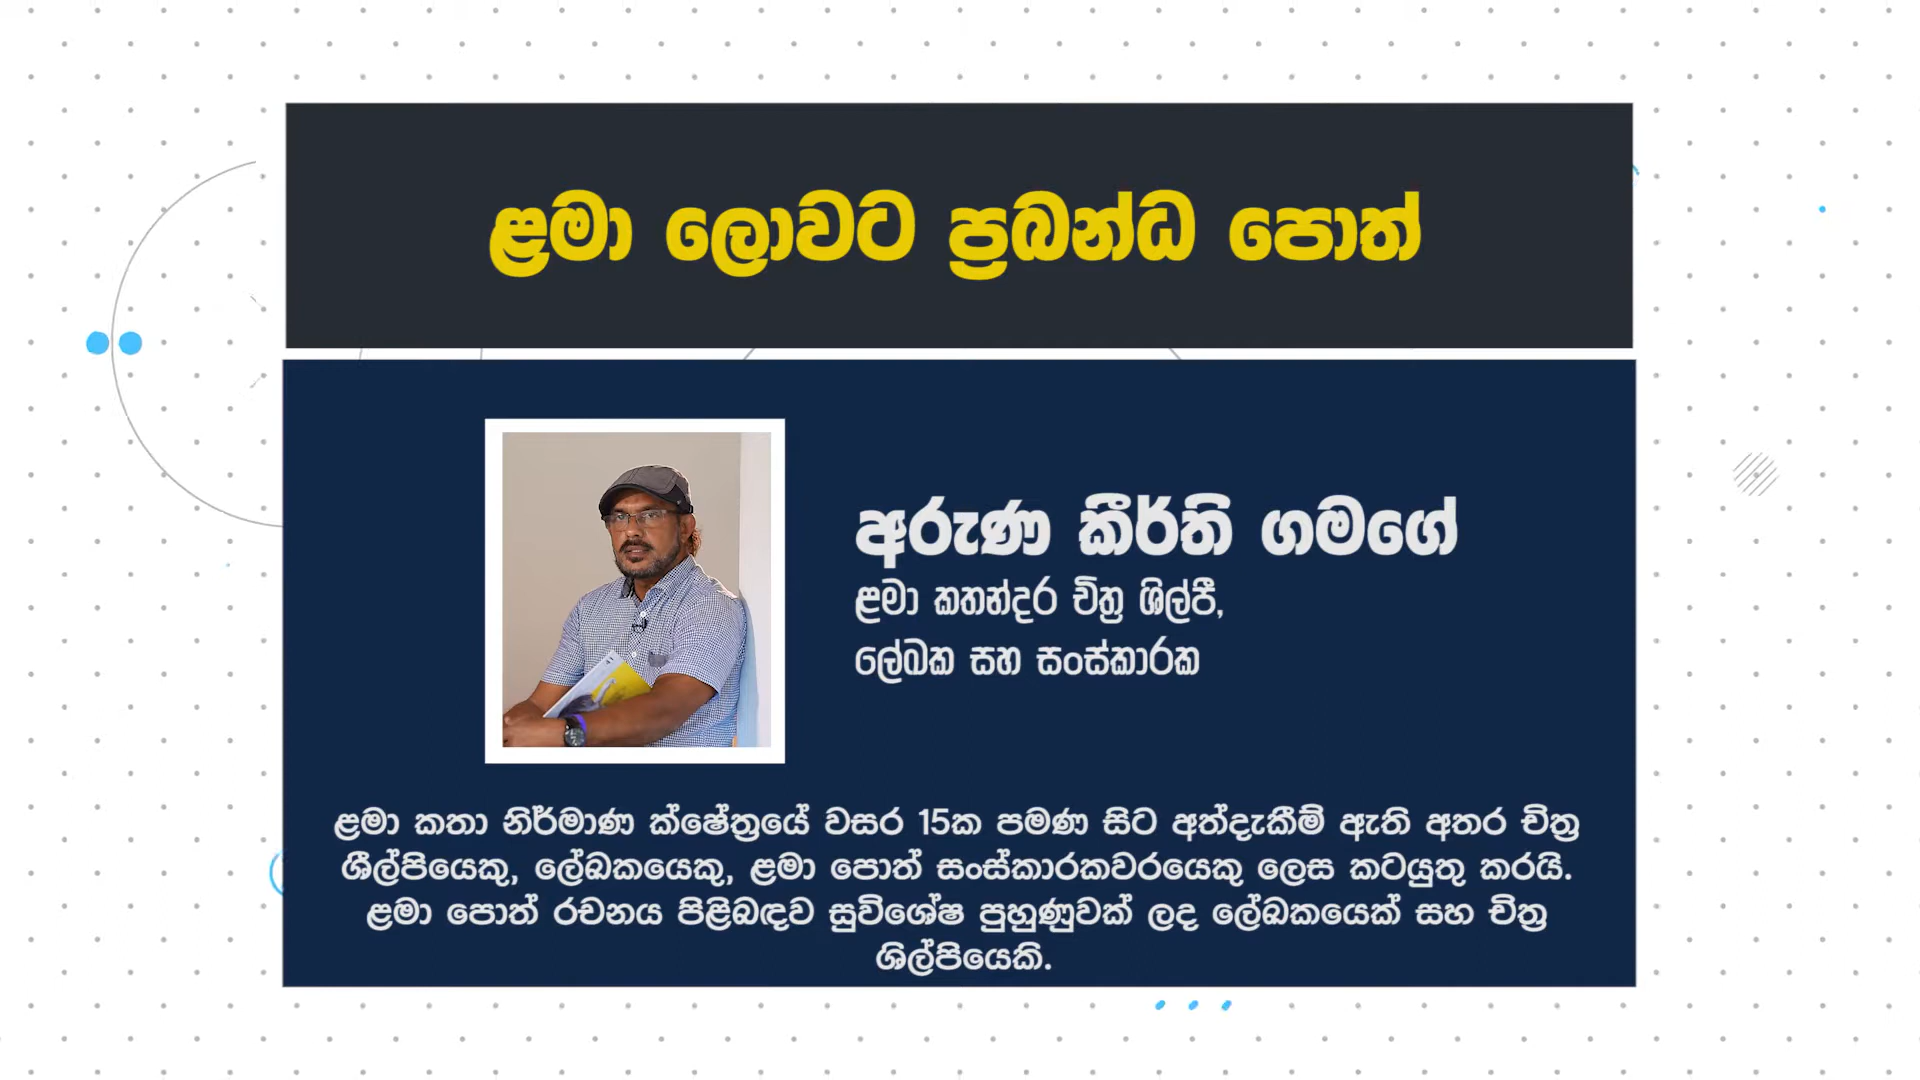 ළමා ලොවට ප්‍රබන්ධ පොත්
අරුණ කීර්ති ගමගේ
ළමා කතන්දර චිත්‍ර ශිල්පී,
ලේඛක සහ සංස්කාරක
ළමා කතා නිර්මාණ ක්ෂේත්‍රයේ වසර 15ක පමණ සිට අත්දැකීම් ඇති අතර චිත්‍ර
ශිල්පියෙකු, ලේඛකයෙකු, ළමා පොත් සංස්කාරකවරයෙකු ලෙස කටයුතු කරයි.
ළමා පොත් රචනය පිළිබඳව සුවිශේෂ පුහුණුවක් ලද ලේඛකයෙක් සහ චිත්‍ර
ශිල්පියෙකි.